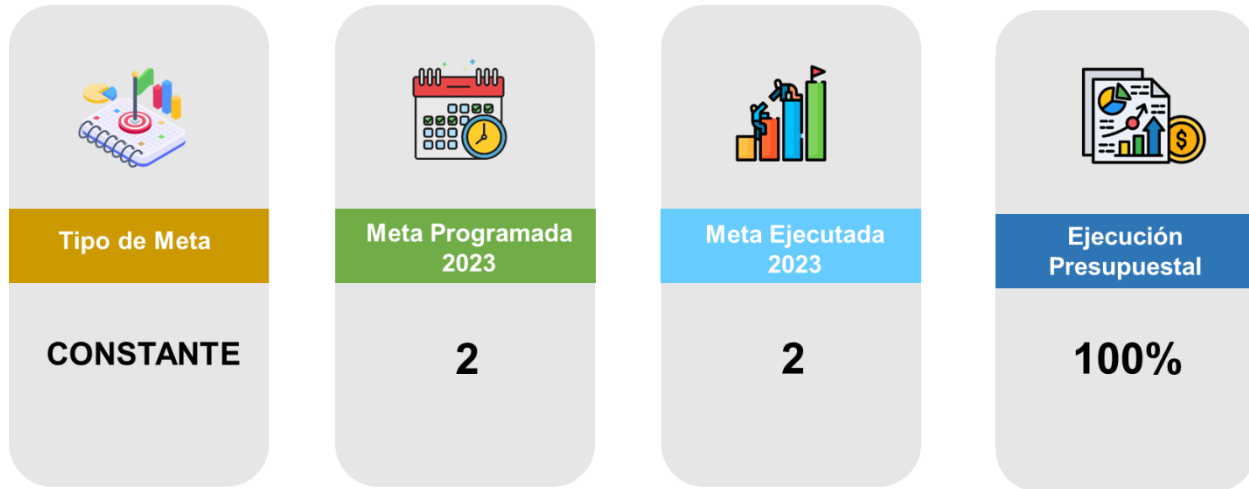 Tipo de Meta
CONSTANTE
Meta Programada
2023
2
Meta Ejecutada
2023
2
Ejecución
Presupuestal
100%